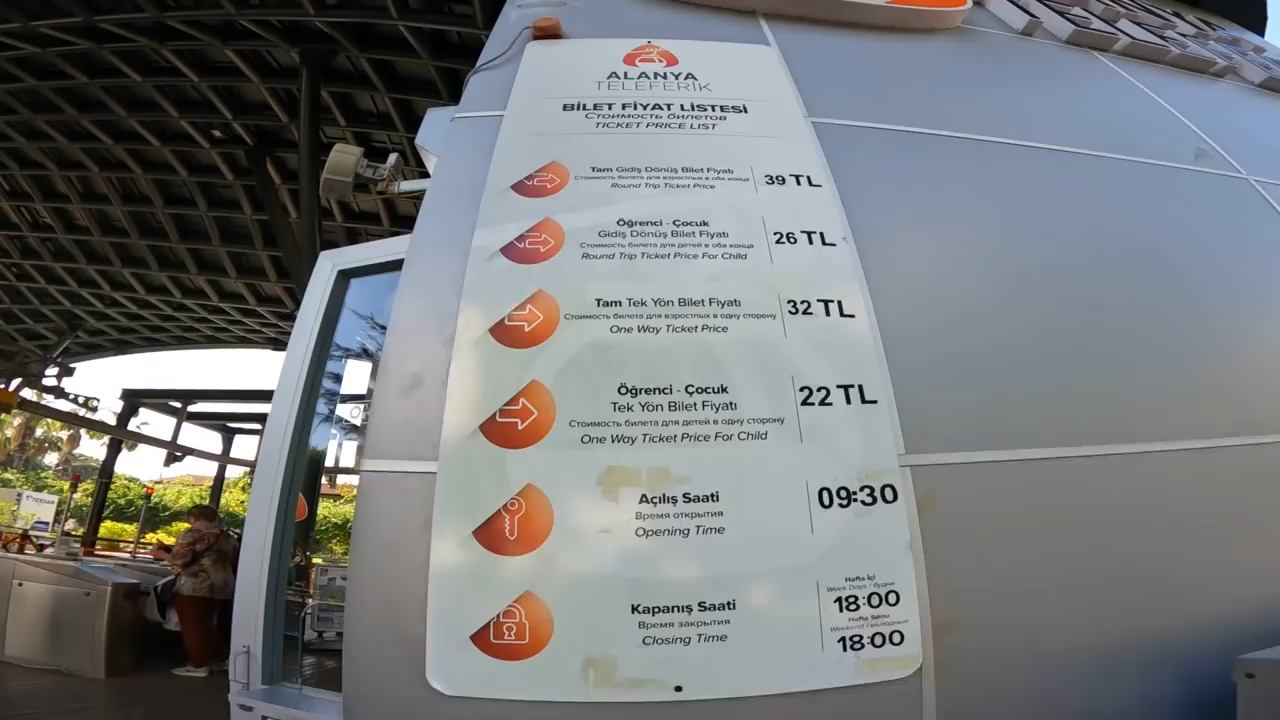 ALANYA
TELEFERİK
BİLET FİYAT LİSTESİ
Стоимость билетов
TICKET PRICE LIST
Tam Gidiş Dönüş Bilet Fiyatı
Стоимость билета для взрослых в оба конца
Round Trip Ticket Price
39 TL
Öğrenci - Çocuk
Gidiş Dönüş Bilet Fiyatı
Стоимость билета для детей в оба конца
Round Trip Ticket Price For Child
26 TL
Tam Tek Yön Bilet Fiyatı
Стоимость билета для взрослых в одну сторону
One Way Ticket Price
32 TL
Öğrenci - Çocuk
Tek Yön Bilet Fiyatı
Стоимость билета для детей в одну сторону
One Way Ticket Price For Child
22 TL
Açılış Saati
Время открытия
Opening Time
09:30
Kapanış Saati
Время закрытия
Closing Time
Hafta İçi
Week Days / будни
18:00
Hafta Sonu
Weekend /
18:00